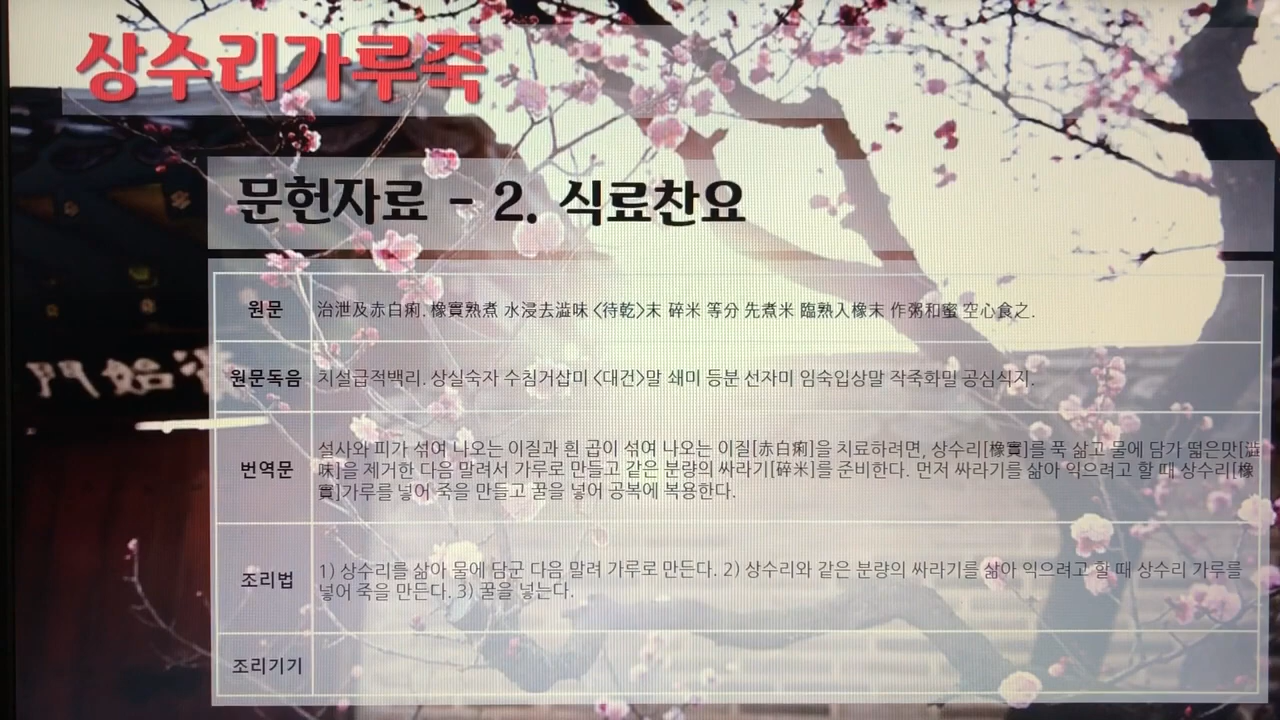 상수리가루죽
문헌자료 - 2. 식료찬요
원문
治泄及赤白痢. 橡實熟煮 水浸去澁味 〈待乾〉末 碎米 等分 先煮米 臨熟入橡末 作粥和蜜 空心食之.
門始
원문독음
치설급적백리. 상실숙자 수침거삽미 〈대건〉말 쇄미 등분 선자미 임숙입상말 작죽화밀 공심식지.
번역문
설사와 피가 섞여 나오는 이질과 흰 곱이 섞여 나오는 이질[赤白痢]을 치료하려면, 상수리[橡實]를 푹 삶고 물에 담가 떫은맛[澁
味]을 제거한 다음 말려서 가루로 만들고 같은 분량의 싸라기[碎米]를 준비한다. 먼저 싸라기를 삶아 익으려고 할 때 상수리[橡
實]가루를 넣어 죽을 만들고 꿀을 넣어 공복에 복용한다.
조리법
1) 상수리를 삶아 물에 담군 다음 말려 가루로 만든다. 2) 상수리와 같은 분량의 싸라기를 삶아 익으려고 할 때 상수리 가루를
넣어 죽을 만든다. 3) 꿀을 넣는다.
조리기기